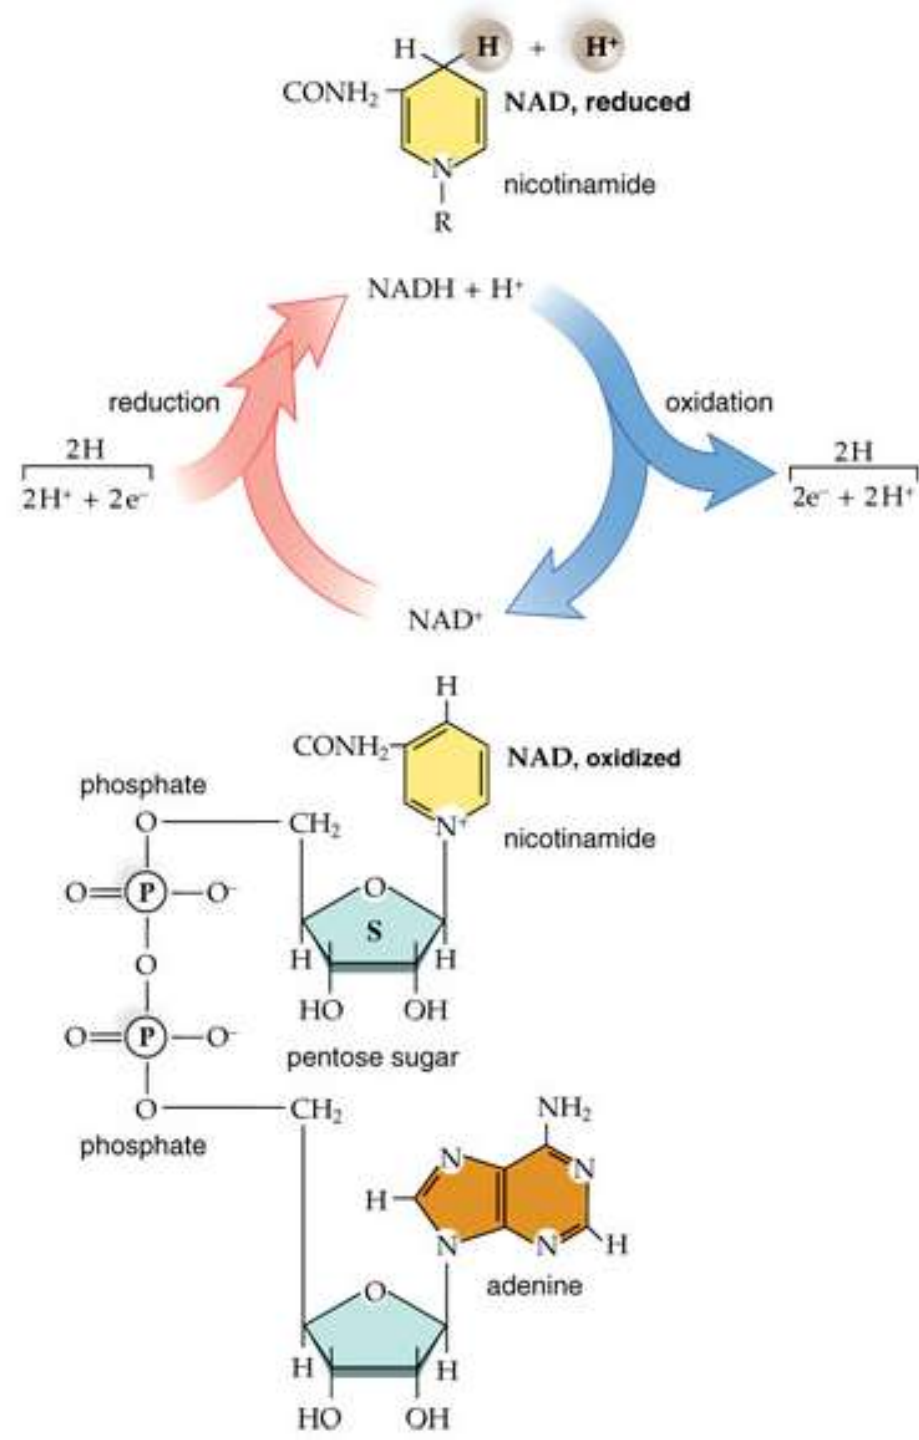 H H + H⁺
CONH₂ NAD, reduced
N nicotinamide
R
NADH + H⁺
reduction oxidation
2H 2H
2H⁺ + 2e⁻ 2e⁻ + 2H⁺
NAD⁺
H
CONH₂ NAD, oxidized
phosphate
O CH₂ N⁺ nicotinamide
O P O⁻ O
S
O H H
HO OH
O P O⁻
pentose sugar
O CH₂ NH₂
phosphate
N N
H
N N H
adenine
O
H H
HO OH